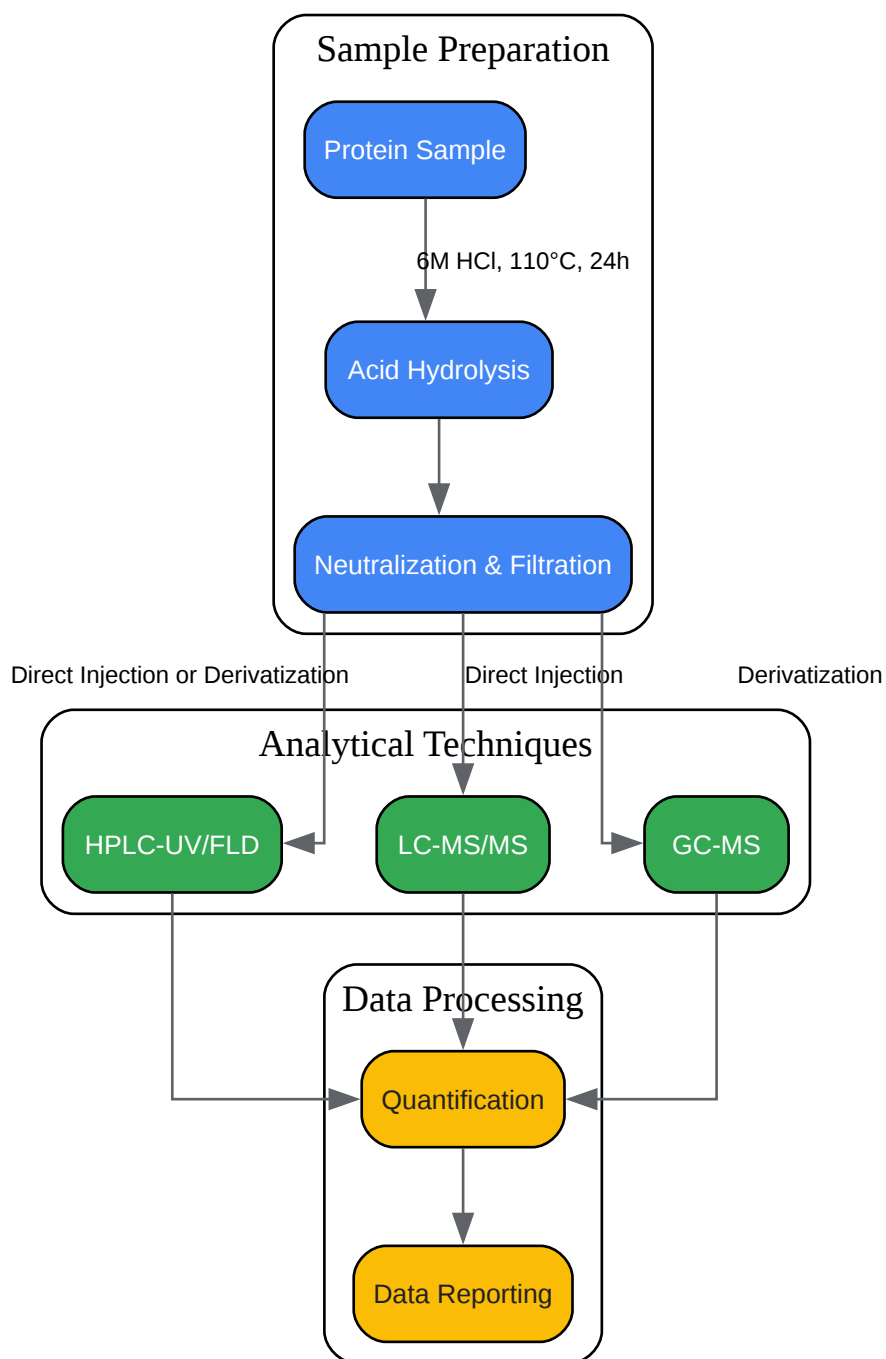 Sample Preparation
Protein Sample
6M HCl, 110°C, 24h
Acid Hydrolysis
Neutralization & Filtration
Direct Injection or Derivatization
Direct Injection
Derivatization
Analytical Techniques
HPLC-UV/FLD
LC-MS/MS
GC-MS
Data Processing
Quantification
Data Reporting